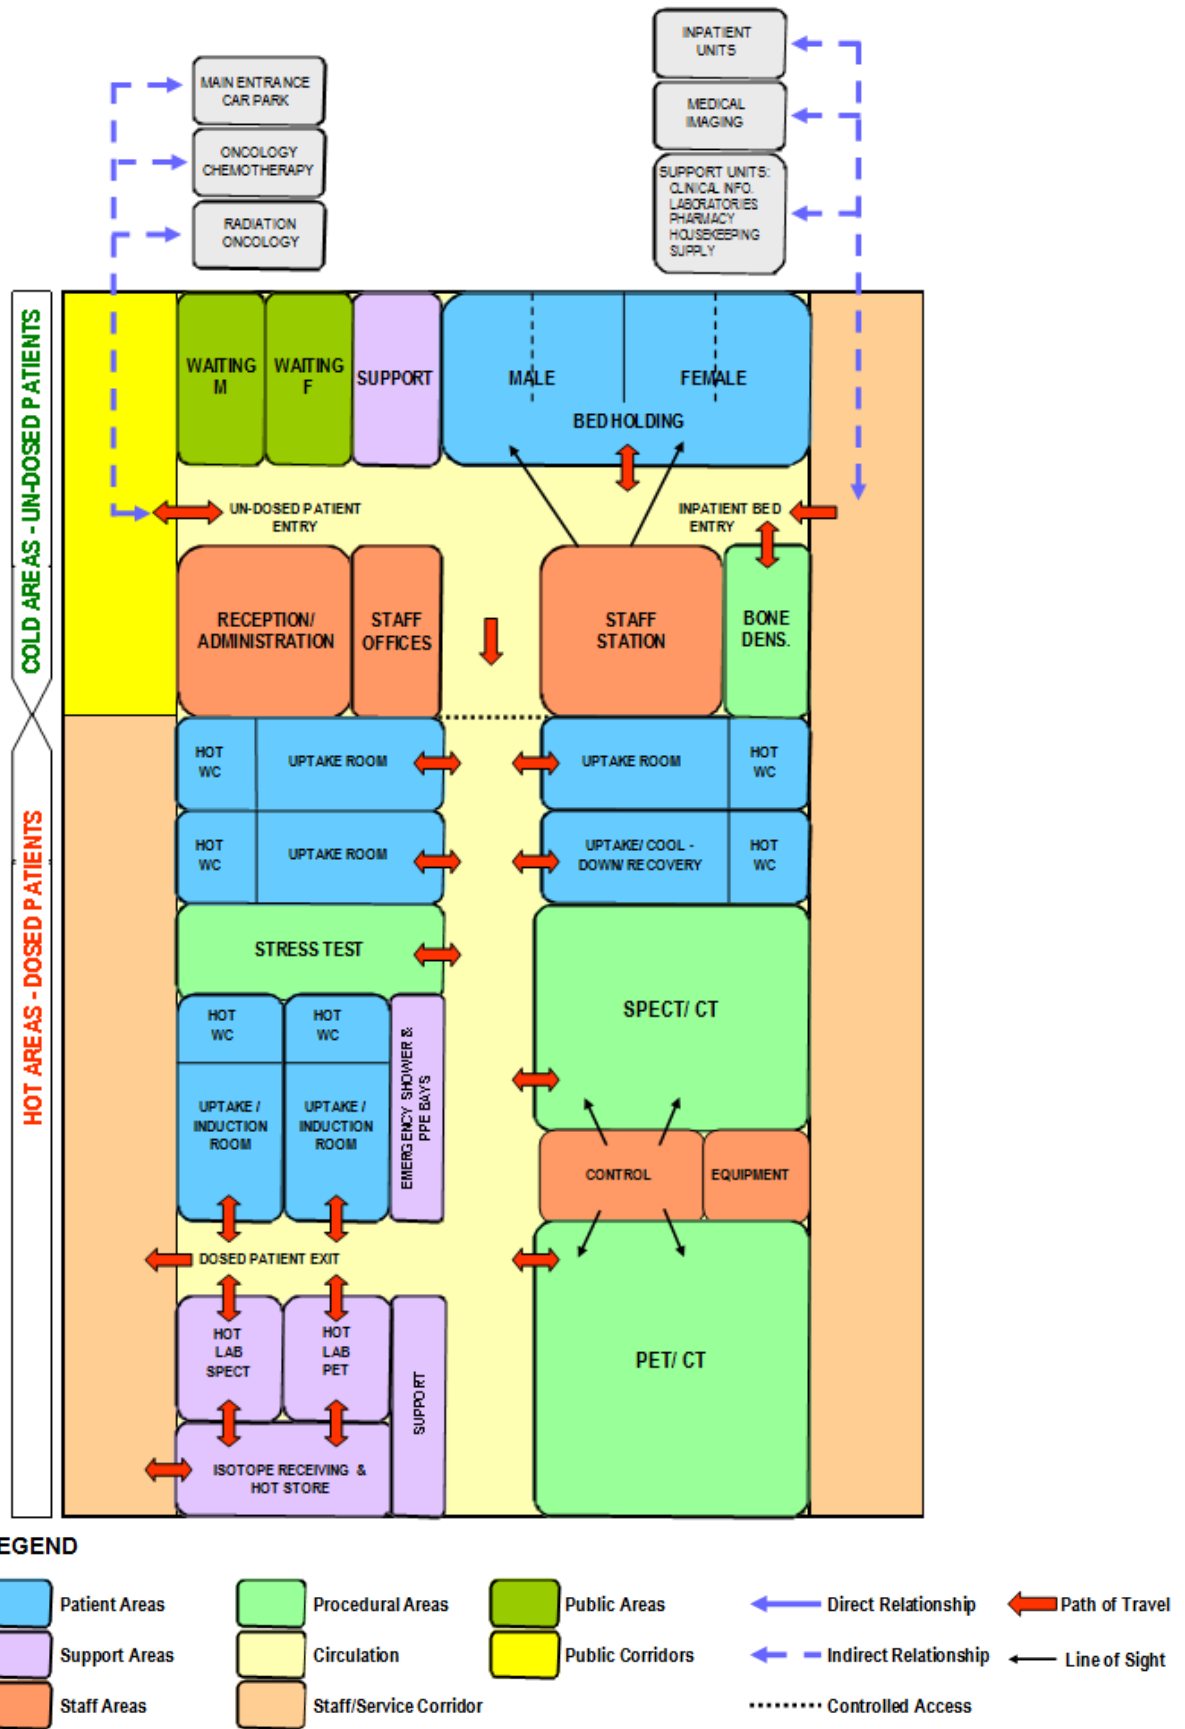 INPATIENT
UNITS
MAIN ENTRANCE
CAR PARK
MEDICAL
IMAGING
ONCOLOGY
CHEMOTHERAPY
SUPPORT UNITS:
CLINICAL INFO.
LABORATORIES
PHARMACY
HOUSEKEEPING
SUPPLY
RADIATION
ONCOLOGY
COLD AREAS - UN-DOSED PATIENTS
WAITING
M
WAITING
F
SUPPORT
MALE
FEMALE
BED HOLDING
UN-DOSED PATIENT
ENTRY
INPATIENT BED
ENTRY
RECEPTION/
ADMINISTRATION
STAFF
OFFICES
STAFF
STATION
BONE
DENS.
HOT AREAS - DOSED PATIENTS
HOT
WC
UPTAKE ROOM
UPTAKE ROOM
HOT
WC
HOT
WC
UPTAKE ROOM
UPTAKE/ COOL -
DOWN/ RECOVERY
HOT
WC
STRESS TEST
SPECT/ CT
HOT
WC
HOT
WC
EMERGENCY SHOWER &
PPE BAYS
UPTAKE /
INDUCTION
ROOM
UPTAKE /
INDUCTION
ROOM
CONTROL
EQUIPMENT
DOSED PATIENT EXIT
HOT
LAB
SPECT
HOT
LAB
PET
SUPPORT
PET/ CT
ISOTOPE RECEIVING &
HOT STORE
EGEND
Patient Areas
Procedural Areas
Public Areas
Direct Relationship
Path of Travel
Support Areas
Circulation
Public Corridors
Indirect Relationship
Line of Sight
Staff Areas
Staff/Service Corridor
Controlled Access